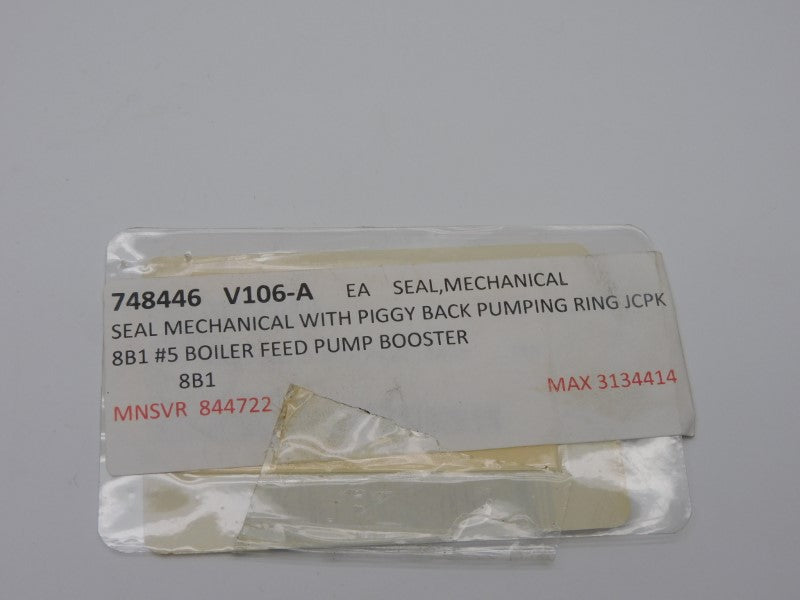 748446 V106-A EA SEAL,MECHANICAL
SEAL MECHANICAL WITH PIGGY BACK PUMPING RING JCPK
8B1 #5 BOILER FEED PUMP BOOSTER
8B1
MNSVR 844722 MAX 3134414